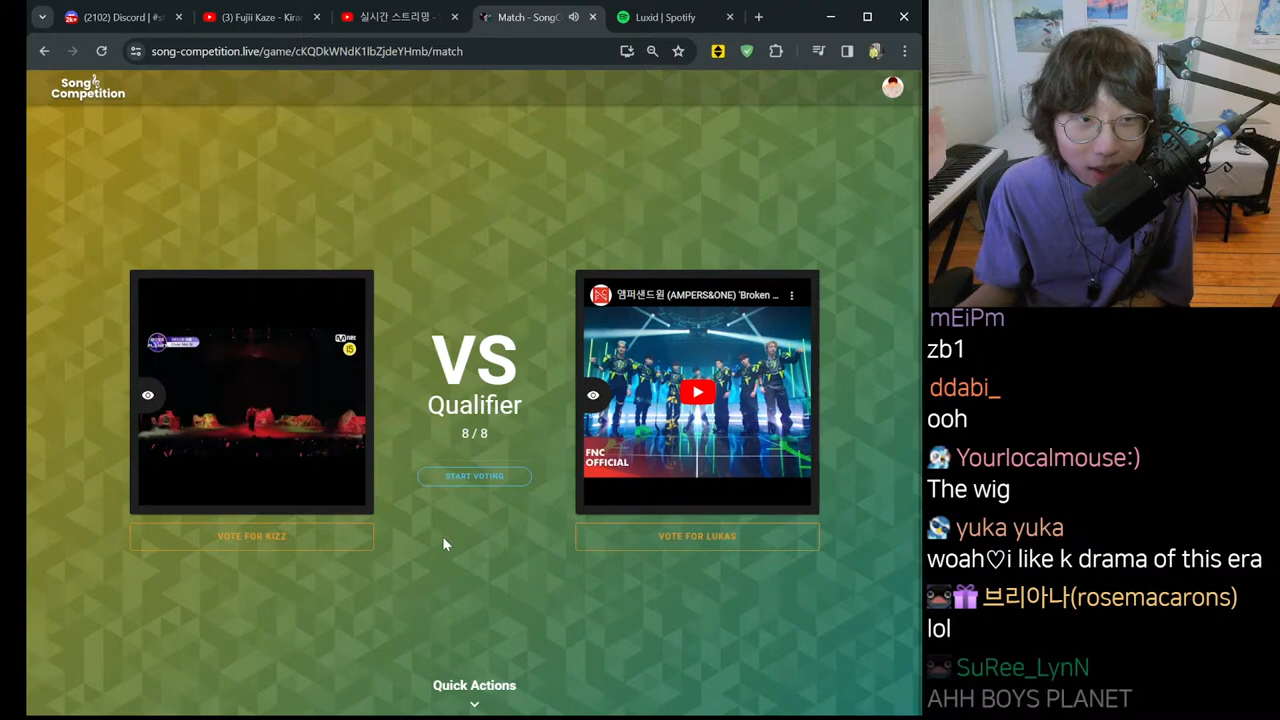 (2102) Discord | #s
(3) Fujii Kaze - Kira
실시간 스트리밍 -
Match - SongC
Luxid | Spotify
song-competition.live/game/cKQDkWNdK1lbZjdeYHmb/match
Song
Competition
15
앰퍼샌드원 (AMPERS&ONE) 'Broken ...
FNC
OFFICIAL
VS
Qualifier
8 / 8
START VOTING
VOTE FOR KIZZ
VOTE FOR LUKAS
Quick Actions
mEiPm
zb1
ddabi_
ooh
Yourlocalmouse:)
The wig
yuka yuka
woah♡i like k drama of this era
브리아나(rosemacarons)
lol
SuRee_LynN
AHH BOYS PLANET